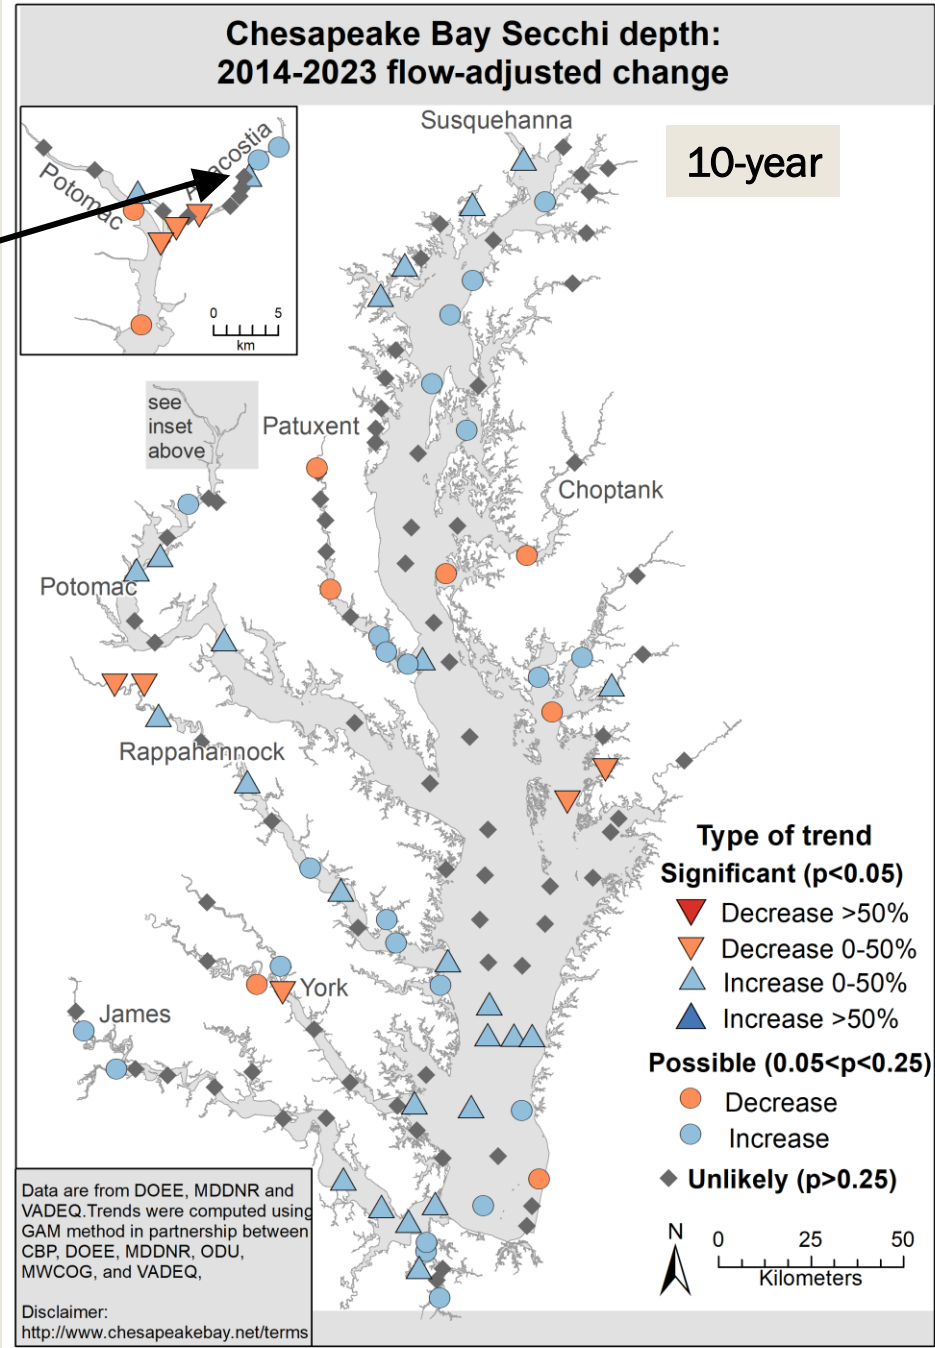 Chesapeake Bay Secchi depth:
2014-2023 flow-adjusted change
10-year
Susquehanna
Potomac
Anacostia
0 5
km
see
inset
above
Patuxent
Choptank
Potomac
Rappahannock
York
James
Type of trend
Significant (p<0.05)
Decrease >50%
Decrease 0-50%
Increase 0-50%
Increase >50%
Possible (0.05<p<0.25)
Decrease
Increase
Unlikely (p>0.25)
N
0 25 50
Kilometers
Data are from DOEE, MDDNR and
VADEQ.Trends were computed using
GAM method in partnership between
CBP, DOEE, MDDNR, ODU,
MWCOG, and VADEQ,
Disclaimer:
http://www.chesapeakebay.net/terms